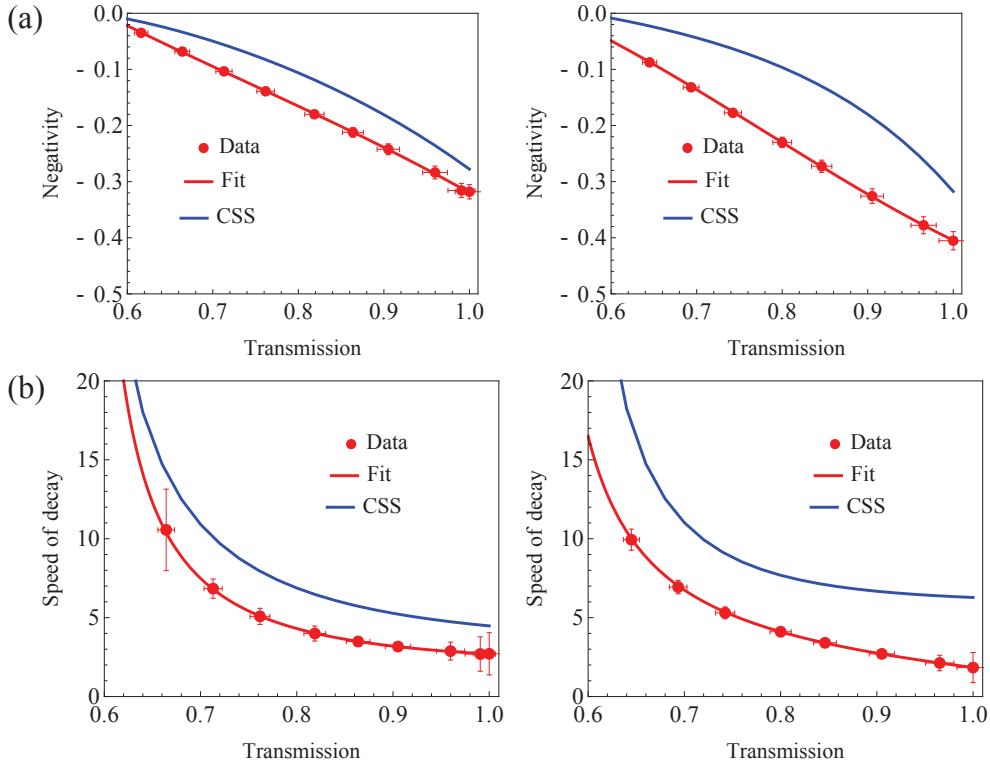 (a)
0.0
- 0.1
- 0.2
- 0.3
- 0.4
- 0.5
Negativity
Data
Fit
CSS
0.6 0.7 0.8 0.9 1.0
Transmission
0.0
- 0.1
- 0.2
- 0.3
- 0.4
- 0.5
Negativity
Data
Fit
CSS
0.6 0.7 0.8 0.9 1.0
Transmission
(b)
20
15
10
5
0
Speed of decay
Data
Fit
CSS
0.6 0.7 0.8 0.9 1.0
Transmission
20
15
10
5
0
Speed of decay
Data
Fit
CSS
0.6 0.7 0.8 0.9 1.0
Transmission